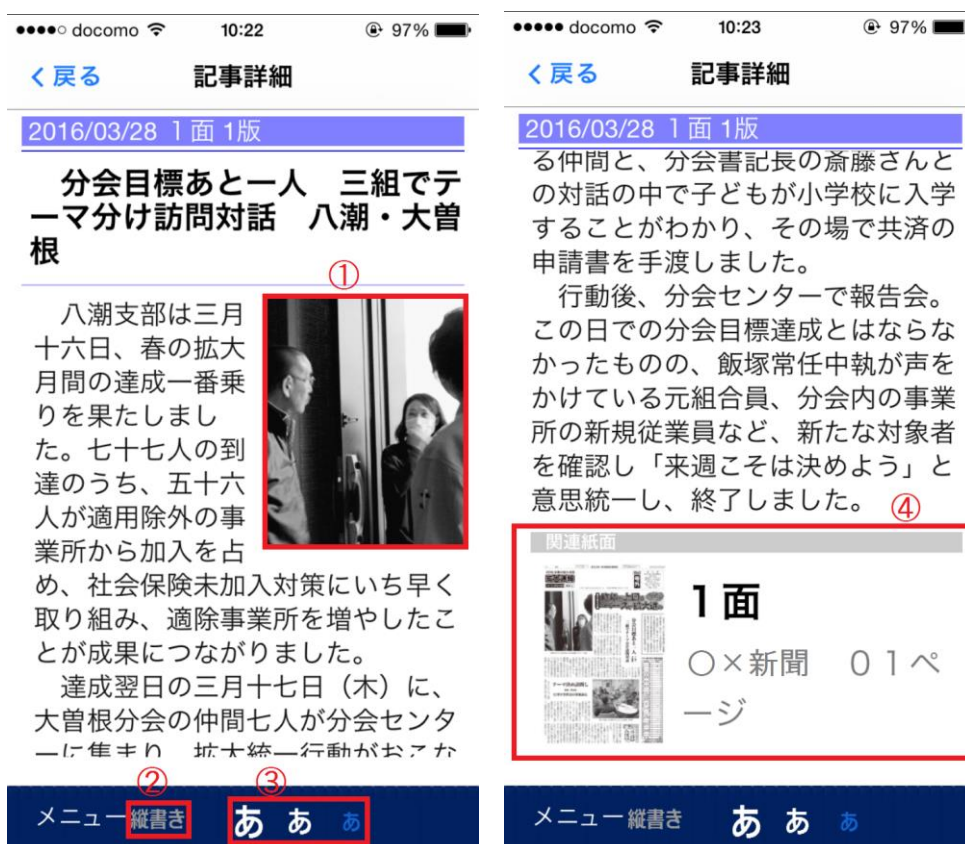 docomo 10:22 97%
戻る 記事詳細
2016/03/28 1面 1版
分会目標あと一人 三組でテ
ーマ分け訪問対話 八潮・大曽
根
①
八潮支部は三月
十六日、春の拡大
月間の達成一番乗
りを果たしまし
た。七十七人の到
達のうち、五十六
人が適用除外の事
業所から加入を占
め、社会保険未加入対策にいち早く
取り組み、適除事業所を増やしたこ
とが成果につながりました。
達成翌日の三月十七日（木）に、
大曽根分会の仲間七人が分会センタ
ーに集まり、拡大統一行動がおこな
② ③
メニュー 縦書き あ あ あ
docomo 10:23 97%
戻る 記事詳細
2016/03/28 1面 1版
る仲間と、分会書記長の斎藤さんと
の対話の中で子どもが小学校に入学
することがわかり、その場で共済の
申請書を手渡しました。
行動後、分会センターで報告会。
この日での分会目標達成とはならな
かったものの、飯塚常任中執が声を
かけている元組合員、分会内の事業
所の新規従業員など、新たな対象者
を確認し「来週こそは決めよう」と
意思統一し、終了しました。
④
関連紙面
1面
〇×新聞 01ペ
ージ
メニュー 縦書き あ あ あ